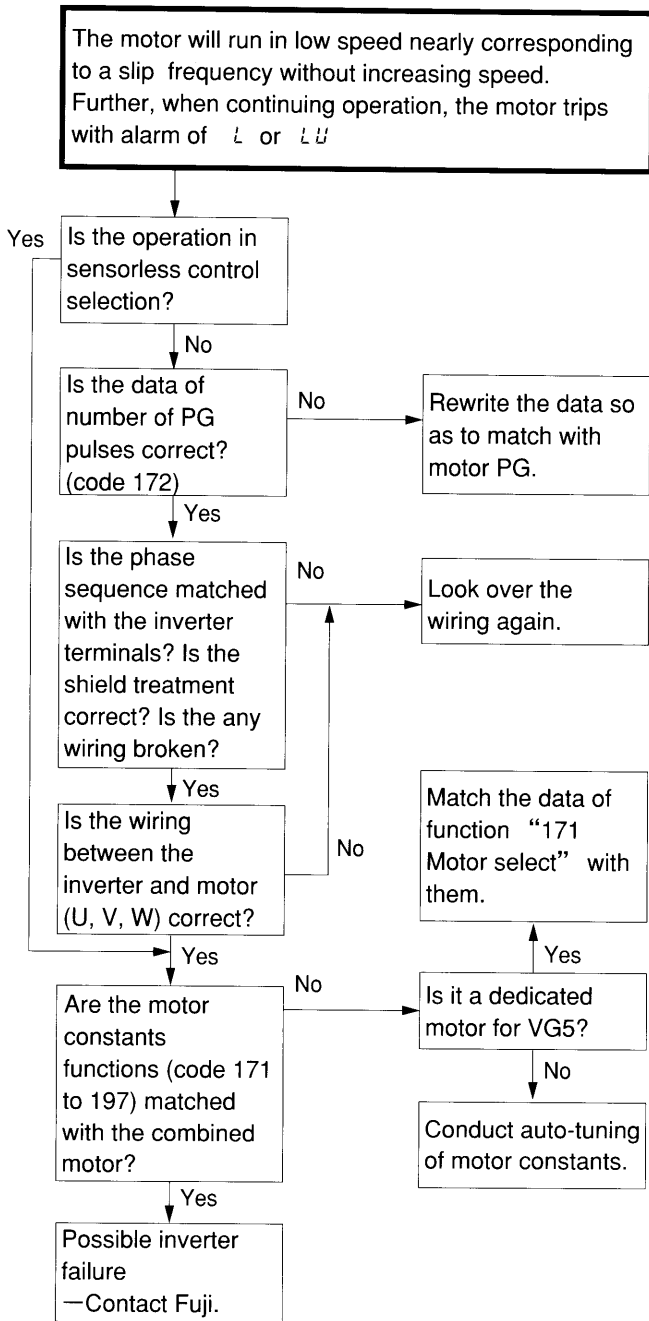 The motor will run in low speed nearly corresponding
to a slip frequency without increasing speed.
Further, when continuing operation, the motor trips
with alarm of L or LU
Yes
Is the operation in
sensorless control
selection?
No
Is the data of
number of PG
pulses correct?
(code 172)
No
Rewrite the data so
as to match with
motor PG.
Yes
Is the phase
sequence matched
with the inverter
terminals? Is the
shield treatment
correct? Is the any
wiring broken?
No
Look over the
wiring again.
Yes
Is the wiring
between the
inverter and motor
(U, V, W) correct?
No
Match the data of
function “171
Motor select” with
them.
Yes
Yes
Are the motor
constants
functions (code 171
to 197) matched
with the combined
motor?
No
Is it a dedicated
motor for VG5?
No
Conduct auto-tuning
of motor constants.
Yes
Possible inverter
failure
—Contact Fuji.